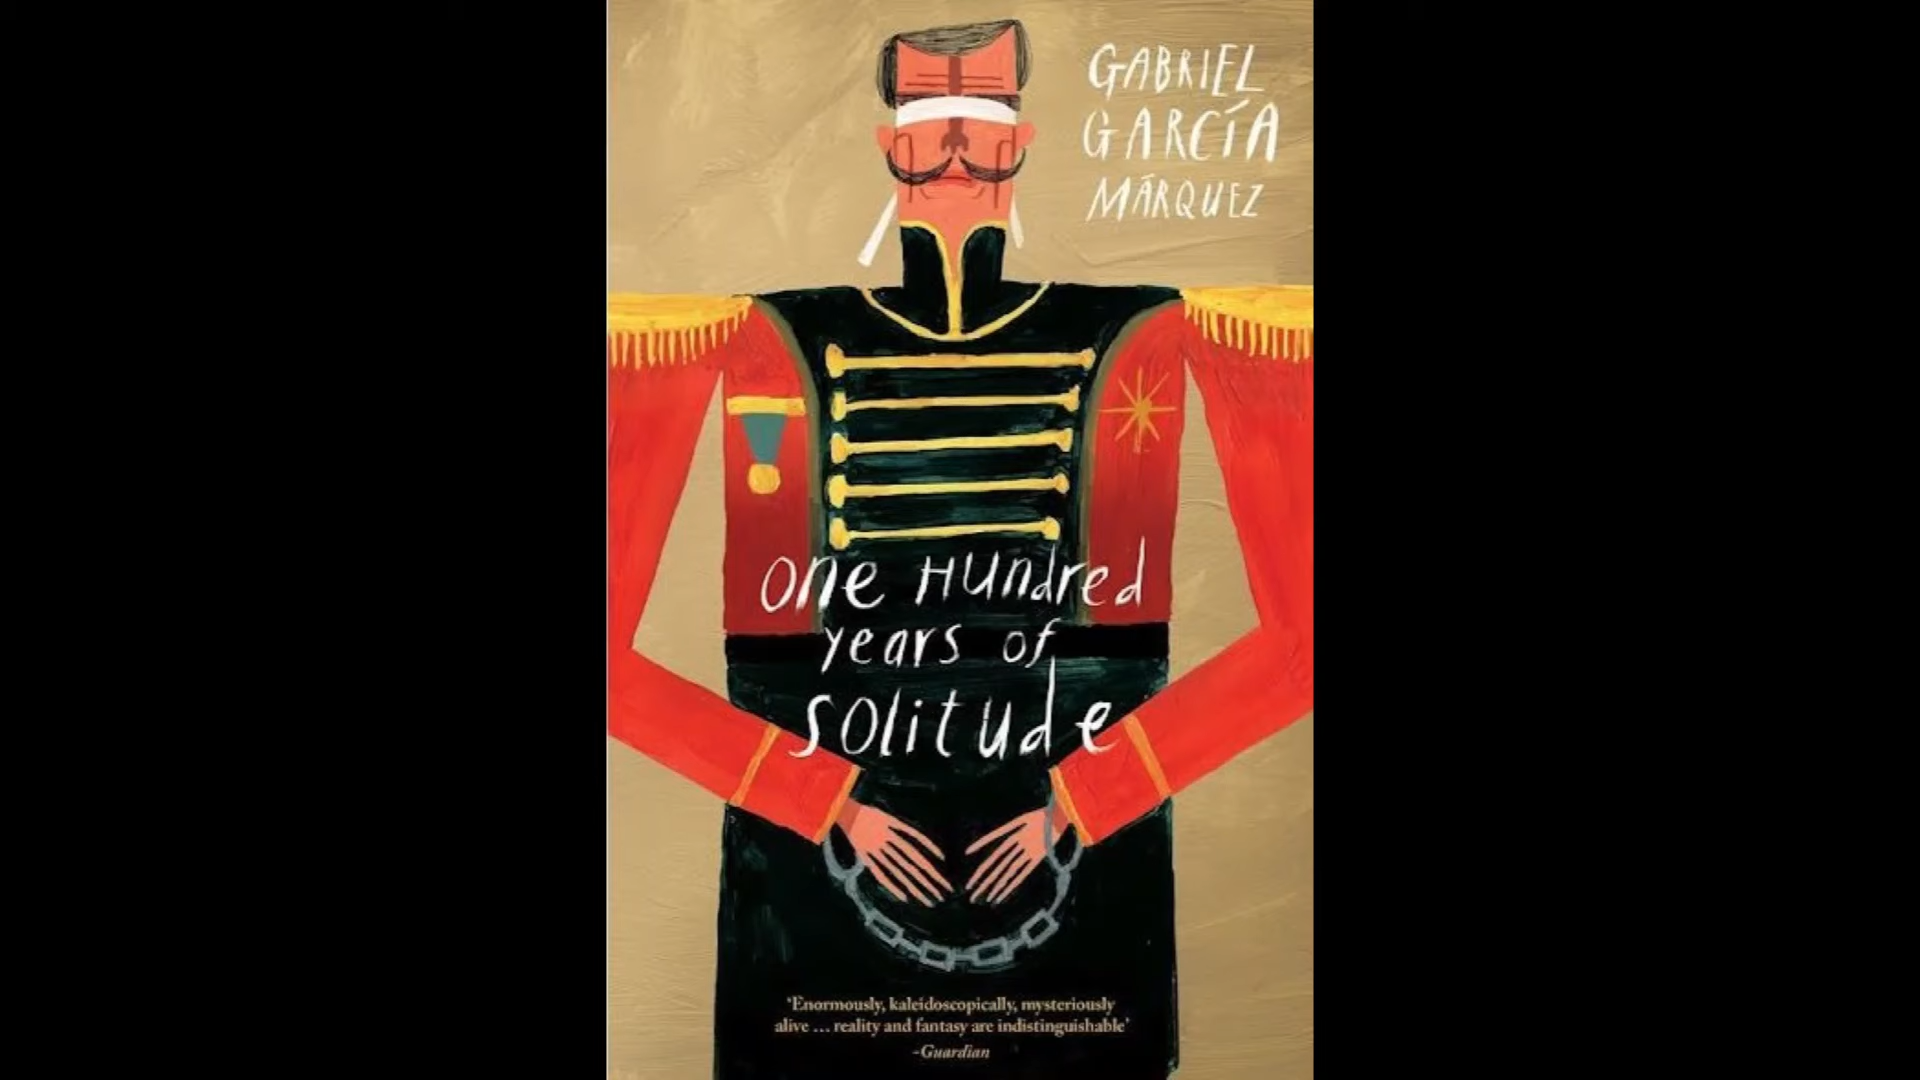 GABRIEL
GARCÍA
MÁRQUEZ
one Hundred
years of
solitude
‘Enormously, kaleidoscopically, mysteriously
alive ... reality and fantasy are indistinguishable’
–Guardian